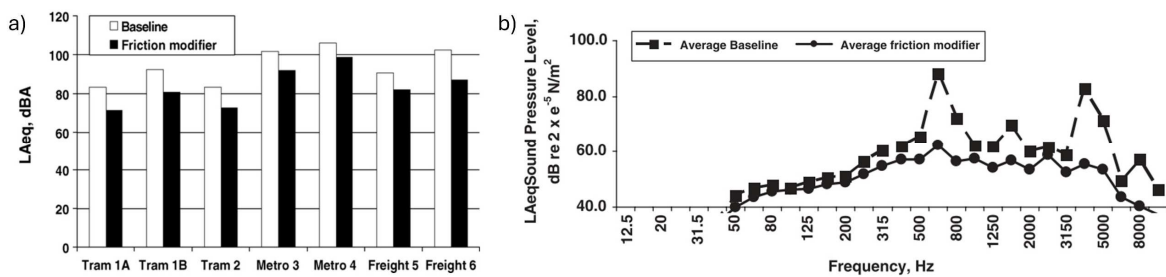 a)
120
100
80
60
40
20
0
LAeq, dBA
Baseline
Friction modifier
Tram 1A Tram 1B Tram 2 Metro 3 Metro 4 Freight 5 Freight 6
b)
LAeqSound Pressure Level,
dB re 2 x e⁻⁵ N/m²
100.0
80.0
60.0
40.0
Average Baseline Average friction modifier
12.5 20 31.5 50 80 125 200 315 500 800 1250 2000 3150 5000 8000
Frequency, Hz